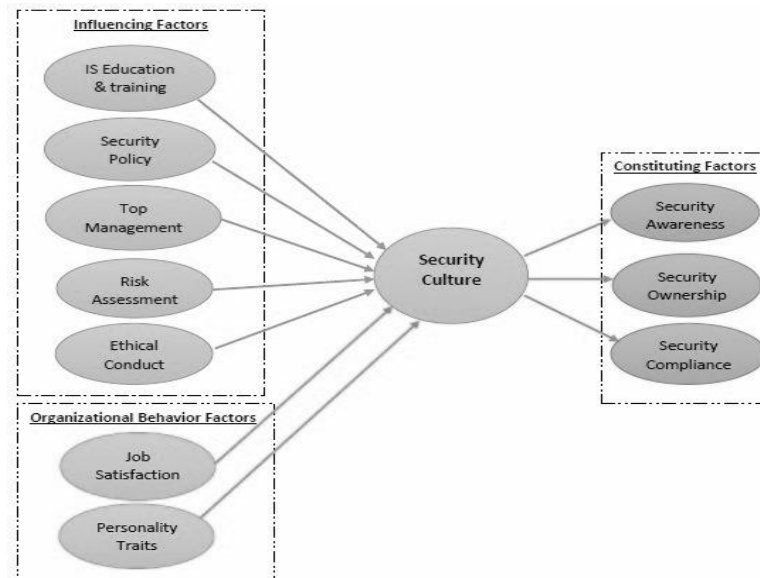 Influencing Factors
IS Education
& training
Security
Policy
Top
Management
Risk
Assessment
Ethical
Conduct
Organizational Behavior Factors
Job
Satisfaction
Personality
Traits
Security
Culture
Constituting Factors
Security
Awareness
Security
Ownership
Security
Compliance